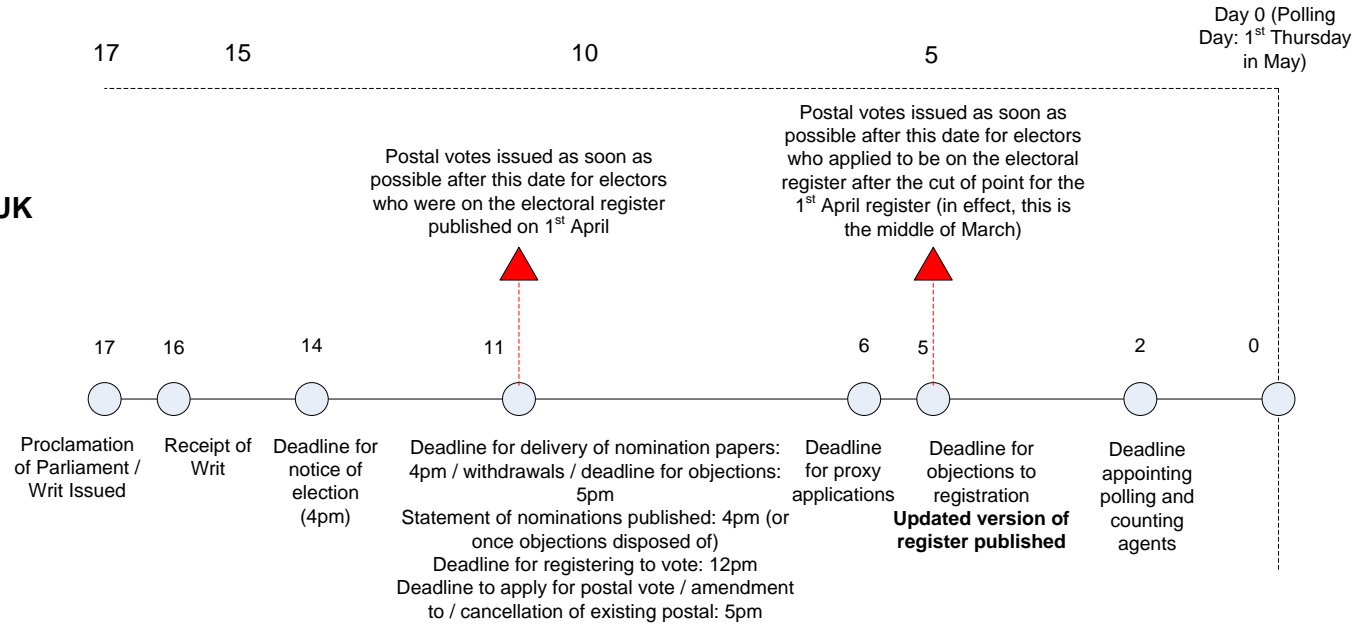 Day 0 (Polling
Day: 1st Thursday
in May)
17
15
10
5
Postal votes issued as soon as
possible after this date for electors
who were on the electoral register
published on 1st April
Postal votes issued as soon as
possible after this date for electors
who applied to be on the electoral
register after the cut of point for the
1st April register (in effect, this is
the middle of March)
UK
17
16
14
11
6
5
2
0
Proclamation
of Parliament /
Writ Issued
Receipt of
Writ
Deadline for
notice of
election
(4pm)
Deadline for delivery of nomination papers:
4pm / withdrawals / deadline for objections:
5pm
Statement of nominations published: 4pm (or
once objections disposed of)
Deadline for registering to vote: 12pm
Deadline to apply for postal vote / amendment
to / cancellation of existing postal: 5pm
Deadline
for proxy
applications
Deadline for
objections to
registration
Updated version of
register published
Deadline
appointing
polling and
counting
agents